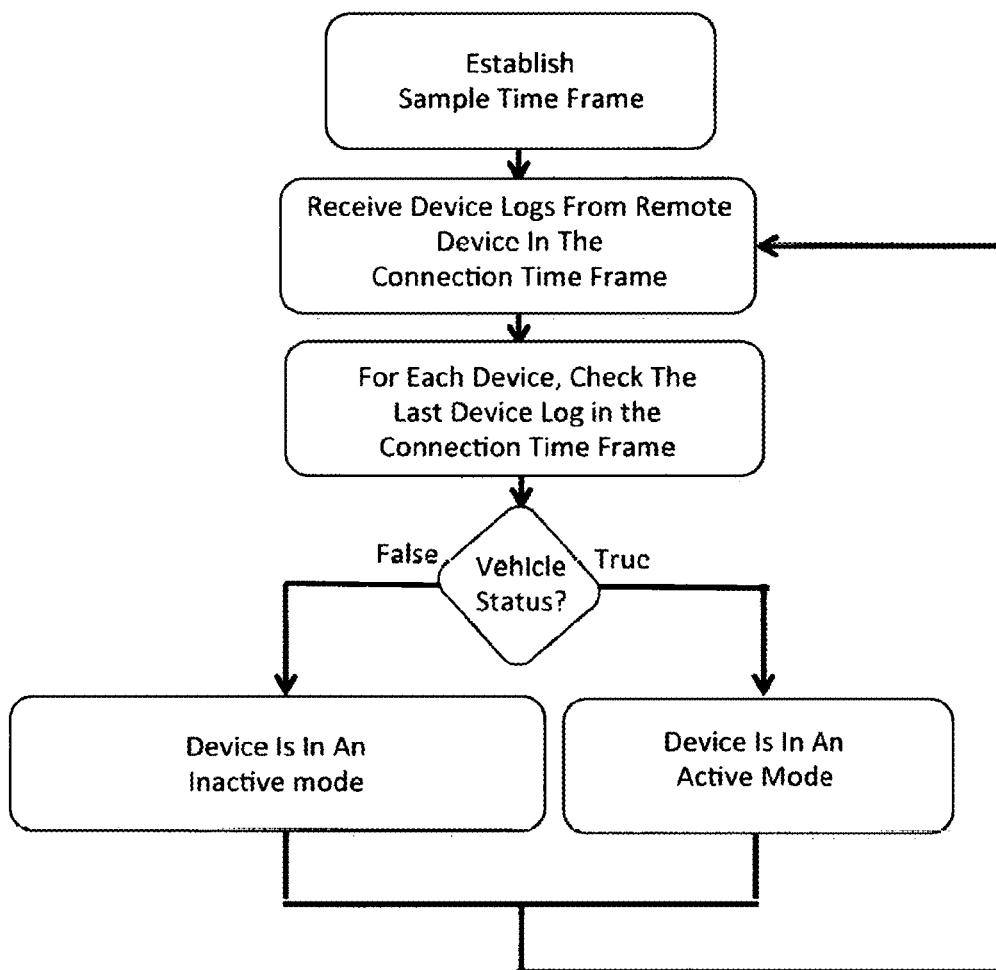 Establish
Sample Time Frame
Receive Device Logs From Remote
Device In The
Connection Time Frame
For Each Device, Check The
Last Device Log in the
Connection Time Frame
False
Vehicle
Status?
True
Device Is In An
Inactive mode
Device Is In An
Active Mode